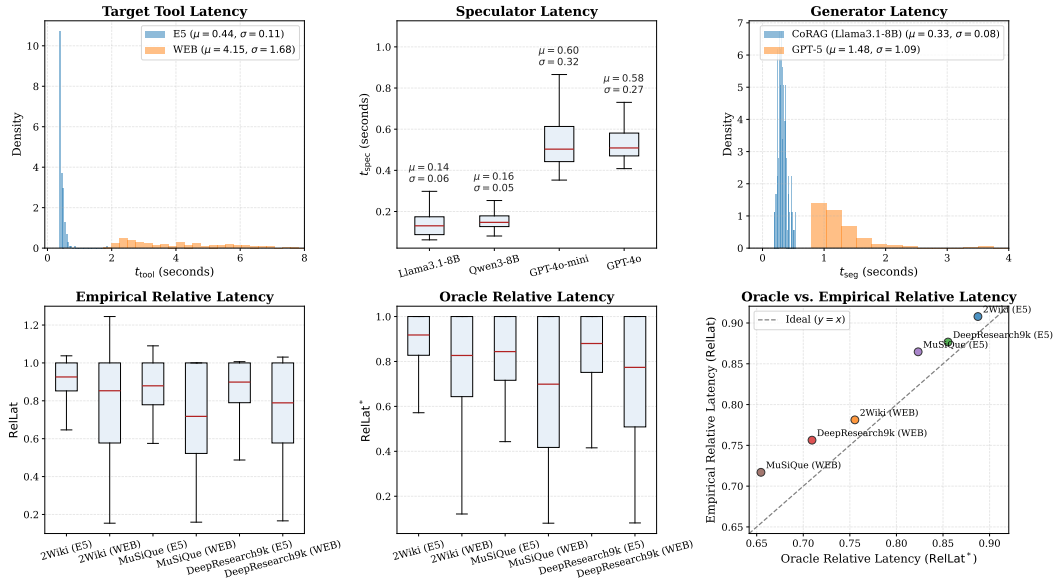 Target Tool Latency
E5 (μ = 0.44, σ = 0.11)
WEB (μ = 4.15, σ = 1.68)
Density
10
8
6
4
2
0
0 2 4 6 8
t_tool (seconds)
Speculator Latency
t_spec (seconds)
1.0
0.8
0.6
0.4
0.2
μ = 0.14
σ = 0.06
μ = 0.16
σ = 0.05
μ = 0.60
σ = 0.32
μ = 0.58
σ = 0.27
Llama3.1-8B Qwen3-8B GPT-4o-mini GPT-4o
Generator Latency
CoRAG (Llama3.1-8B) (μ = 0.33, σ = 0.08)
GPT-5 (μ = 1.48, σ = 1.09)
Density
7
6
5
4
3
2
1
0
0 1 2 3 4
t_seg (seconds)
Empirical Relative Latency
RelLat
1.2
1.0
0.8
0.6
0.4
0.2
2Wiki (E5) 2Wiki (WEB) MuSiQue (E5) MuSiQue (WEB) DeepResearch9k (E5) DeepResearch9k (WEB)
Oracle Relative Latency
RelLat*
1.0
0.8
0.6
0.4
0.2
2Wiki (E5) 2Wiki (WEB) MuSiQue (E5) MuSiQue (WEB) DeepResearch9k (E5) DeepResearch9k (WEB)
Oracle vs. Empirical Relative Latency
Ideal (y = x)
2Wiki (E5)
DeepResearch9k (E5)
MuSiQue (E5)
2Wiki (WEB)
DeepResearch9k (WEB)
MuSiQue (WEB)
Empirical Relative Latency (RelLat)
0.90
0.85
0.80
0.75
0.70
0.65
0.65 0.70 0.75 0.80 0.85 0.90
Oracle Relative Latency (RelLat*)